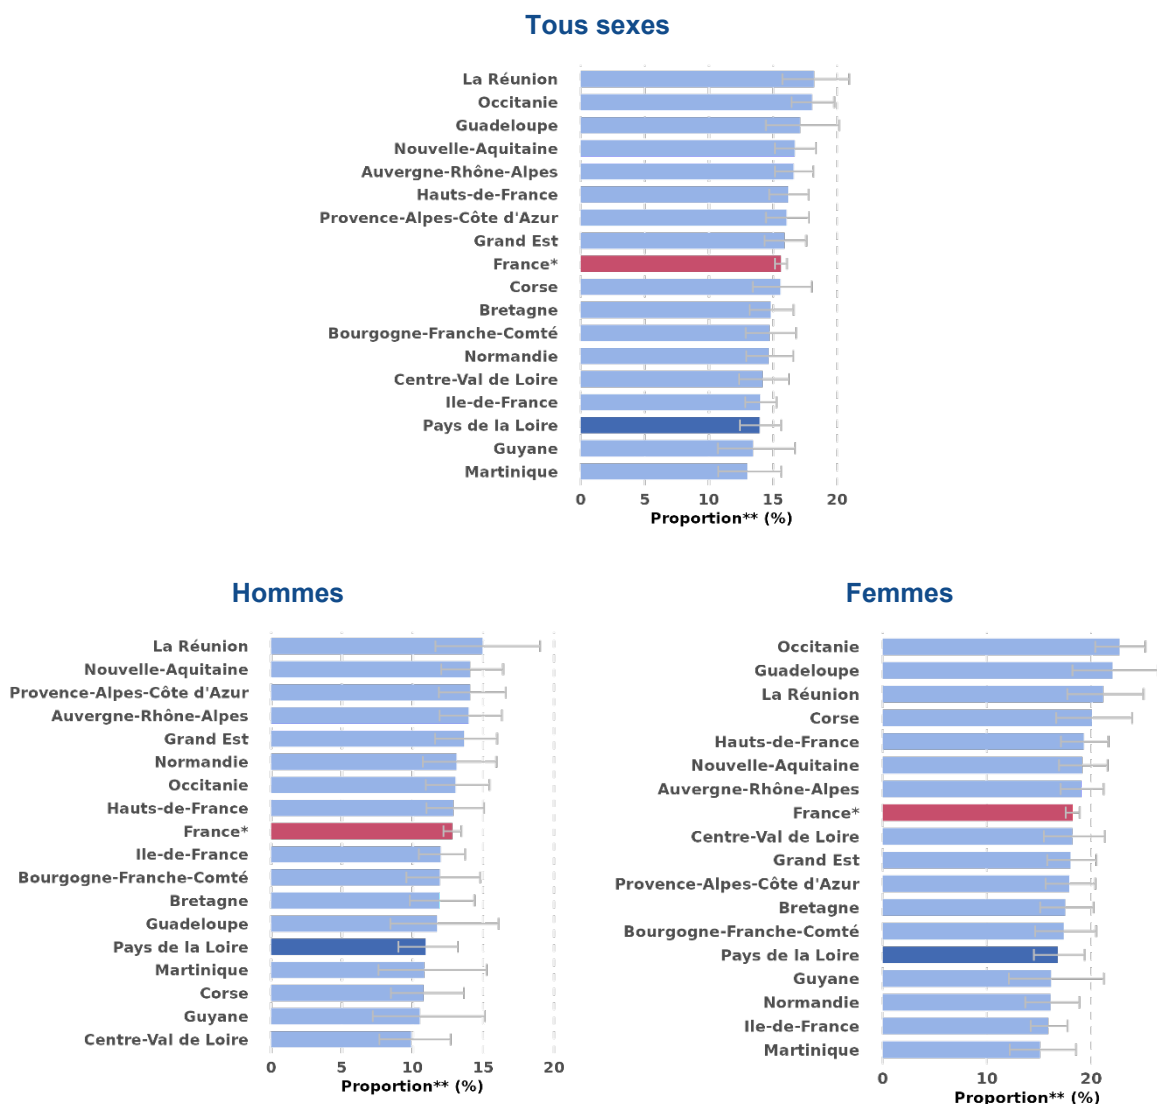 Tous sexes
La Réunion
Occitanie
Guadeloupe
Nouvelle-Aquitaine
Auvergne-Rhône-Alpes
Hauts-de-France
Provence-Alpes-Côte d'Azur
Grand Est
France*
Corse
Bretagne
Bourgogne-Franche-Comté
Normandie
Centre-Val de Loire
Ile-de-France
Pays de la Loire
Guyane
Martinique
0 5 10 15 20
Proportion** (%)
Hommes
La Réunion
Nouvelle-Aquitaine
Provence-Alpes-Côte d'Azur
Auvergne-Rhône-Alpes
Grand Est
Normandie
Occitanie
Hauts-de-France
France*
Ile-de-France
Bourgogne-Franche-Comté
Bretagne
Guadeloupe
Pays de la Loire
Martinique
Corse
Guyane
Centre-Val de Loire
0 5 10 15 20
Proportion** (%)
Femmes
Occitanie
Guadeloupe
La Réunion
Corse
Hauts-de-France
Nouvelle-Aquitaine
Auvergne-Rhône-Alpes
France*
Centre-Val de Loire
Grand Est
Provence-Alpes-Côte d'Azur
Bretagne
Bourgogne-Franche-Comté
Pays de la Loire
Guyane
Normandie
Ile-de-France
Martinique
0 10 20
Proportion** (%)